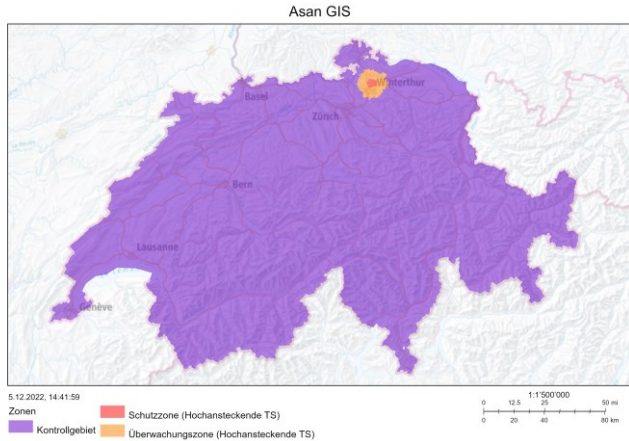 Asan GIS
Basel
Winterthur
Zürich
Bern
Lausanne
Genève
5.12.2022, 14:41:59
Zonen
Kontrollgebiet
Schutzzone (Hochansteckende TS)
Überwachungszone (Hochansteckende TS)
1:1'500'000
0 12.5 25 50 mi
0 20 40 80 km